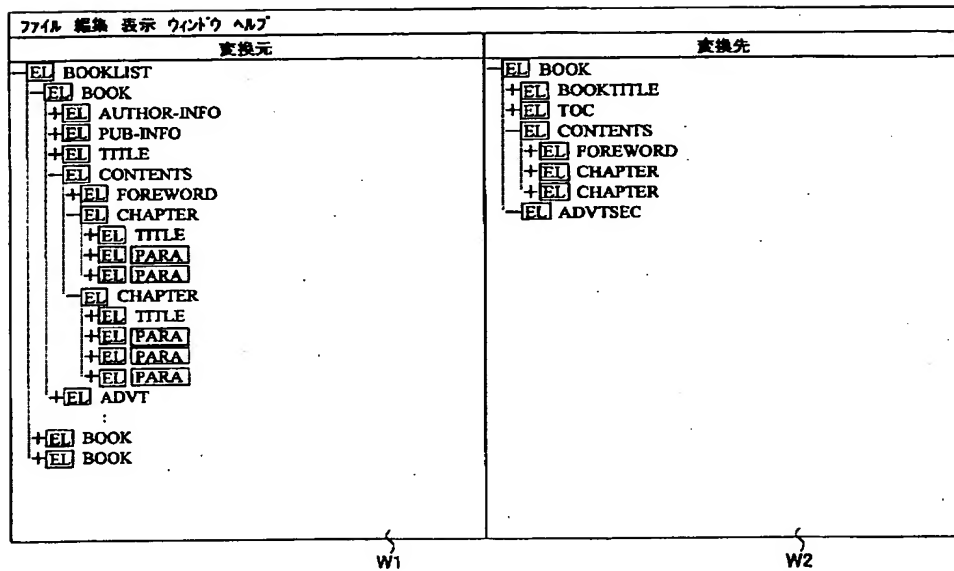 ファイル 編集 表示 ウィンドウ ヘルプ
変換元
EL BOOKLIST
EL BOOK
EL AUTHOR-INFO
EL PUB-INFO
EL TITLE
EL CONTENTS
EL FOREWORD
EL CHAPTER
EL TITLE
EL PARA
EL PARA
EL CHAPTER
EL TITLE
EL PARA
EL PARA
EL PARA
EL ADVT
:
EL BOOK
EL BOOK
W1
変換先
EL BOOK
EL BOOKTITLE
EL TOC
EL CONTENTS
EL FOREWORD
EL CHAPTER
EL CHAPTER
EL ADVTSEC
W2